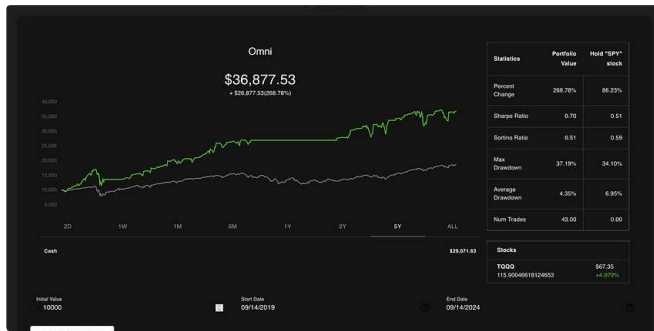 Omni
$36,877.53
+ $26,877.53(268.78%)
40,000
35,000
30,000
25,000
20,000
15,000
10,000
5,000
2D 1W 1M 6M 1Y 2Y 5Y ALL
Cash $29,071.63
Statistics Portfolio Value Hold "SPY" stock
Percent Change 268.78% 86.23%
Sharpe Ratio 0.70 0.51
Sortino Ratio 0.51 0.59
Max Drawdown 37.19% 34.10%
Average Drawdown 4.35% 6.95%
Num Trades 43.00 0.00
Stocks
TQQQ $67.35
115.90046618124653 +4.079%
Initial Value
10000
Start Date
09/14/2019
End Date
09/14/2024